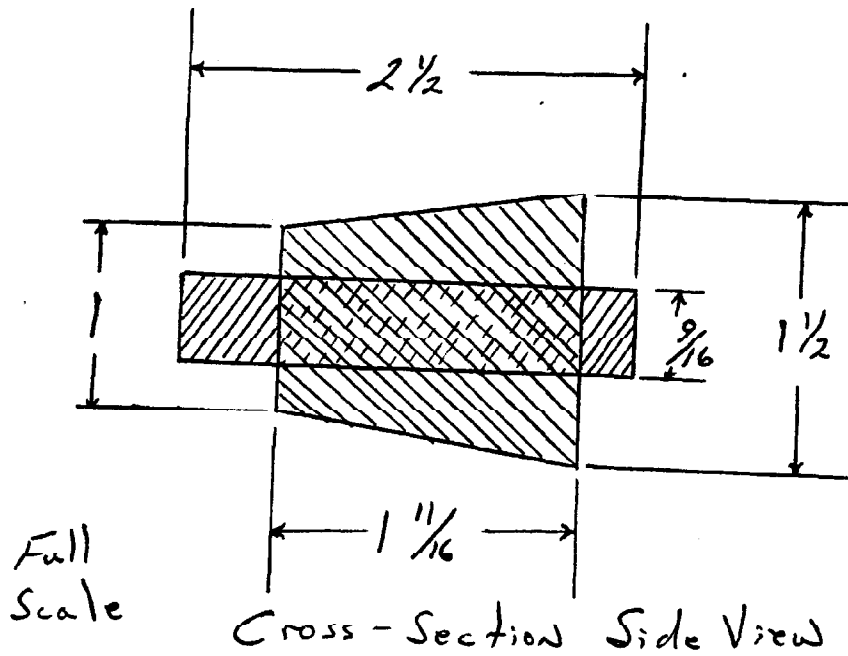 2 1/2
1
9/16
1 1/2
1 11/16
Full
Scale
Cross-Section Side View